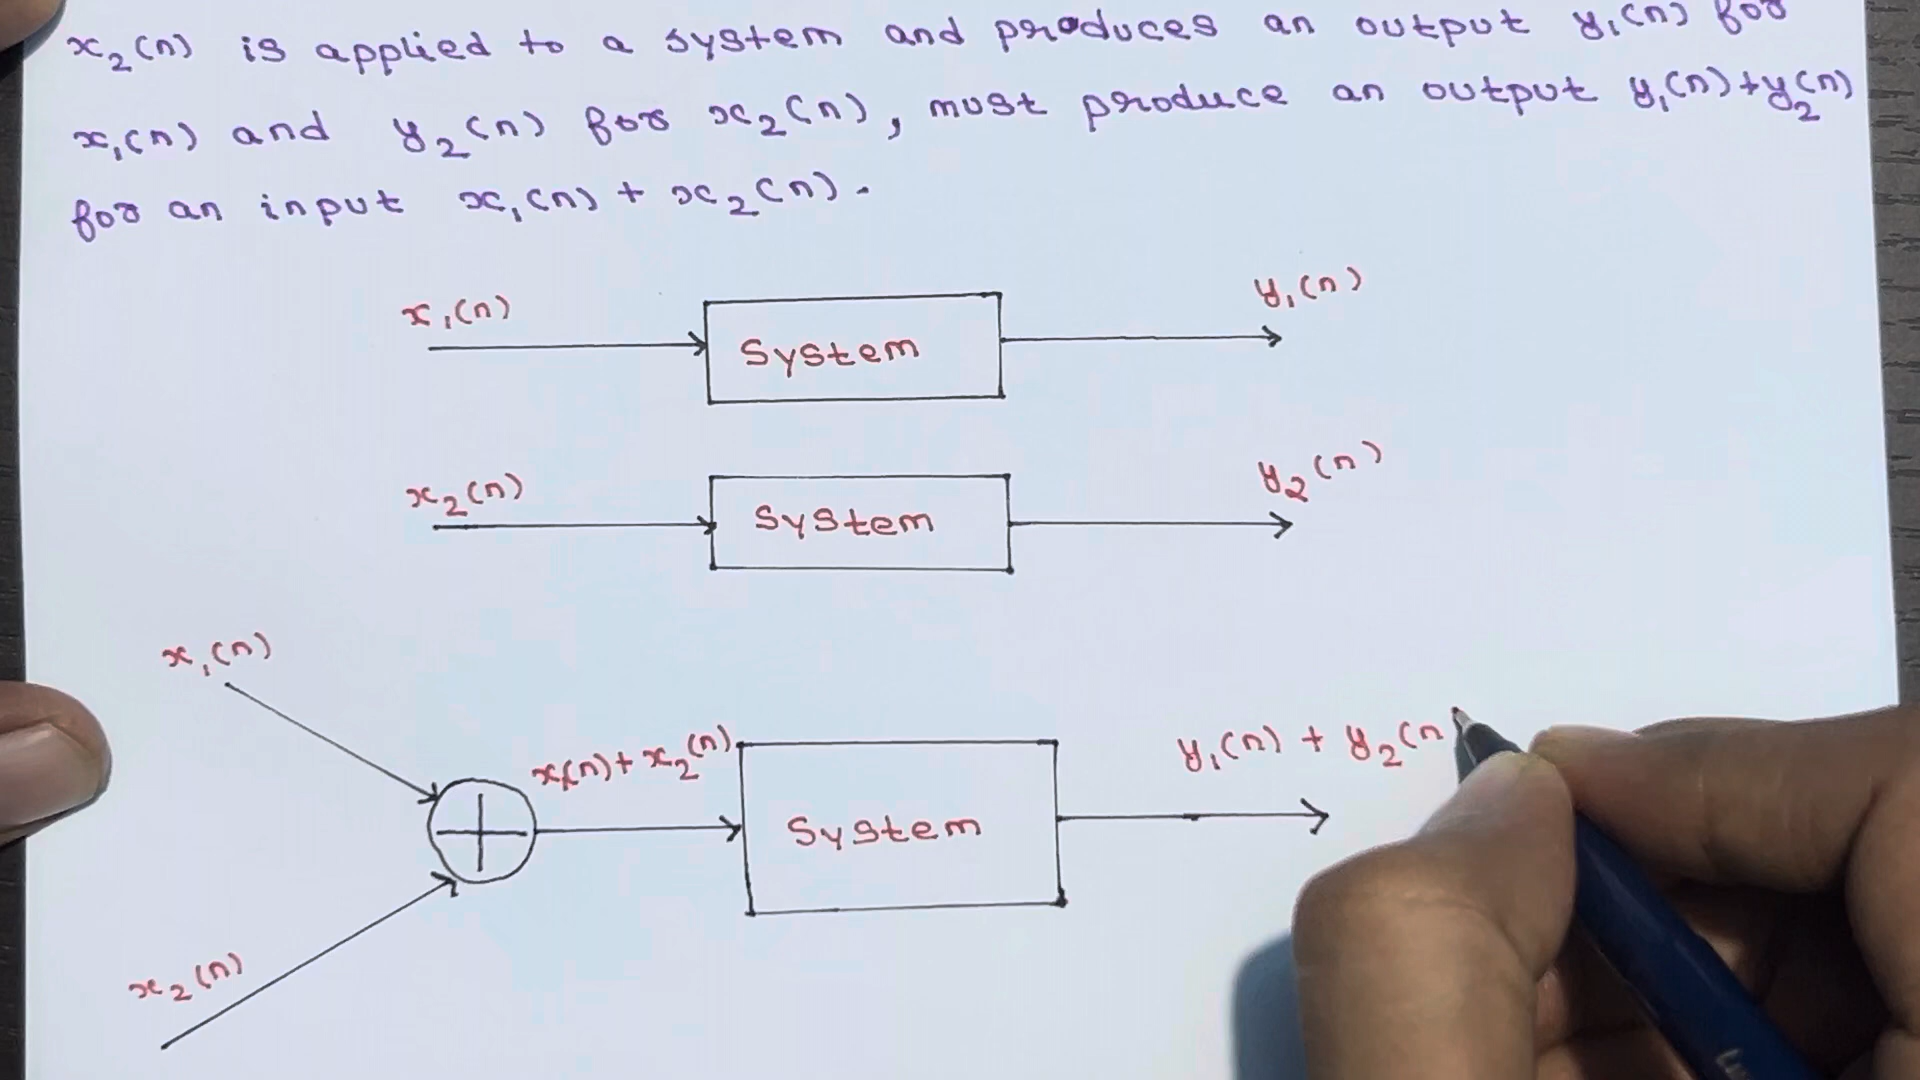 x₂(n) is applied to a system and produces an output y₁(n) for
x₁(n) and y₂(n) for x₂(n), must produce an output y₁(n)+y₂(n)
for an input x₁(n) + x₂(n).
x₁(n)
System
y₁(n)
x₂(n)
System
y₂(n)
x₁(n)
x₁(n)+x₂(n)
System
y₁(n) + y₂(n
x₂(n)